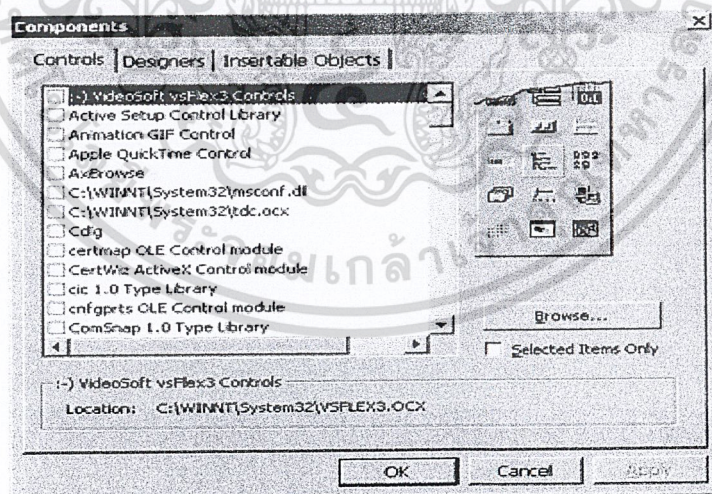 Components
Controls Designers Insertable Objects
:-) VideoSoft vsFlex3 Controls
Active Setup Control Library
Animation GIF Control
Apple QuickTime Control
AxBrowse
C:\WINNT\System32\msconf.dll
C:\WINNT\System32\tdc.ocx
Cdlg
certmap OLE Control module
CertWiz ActiveX Control module
cic 1.0 Type Library
cnfgprts OLE Control module
ComSnap 1.0 Type Library
Browse...
Selected Items Only
:-) VideoSoft vsFlex3 Controls
Location: C:\WINNT\System32\VSFLEX3.OCX
OK Cancel Apply